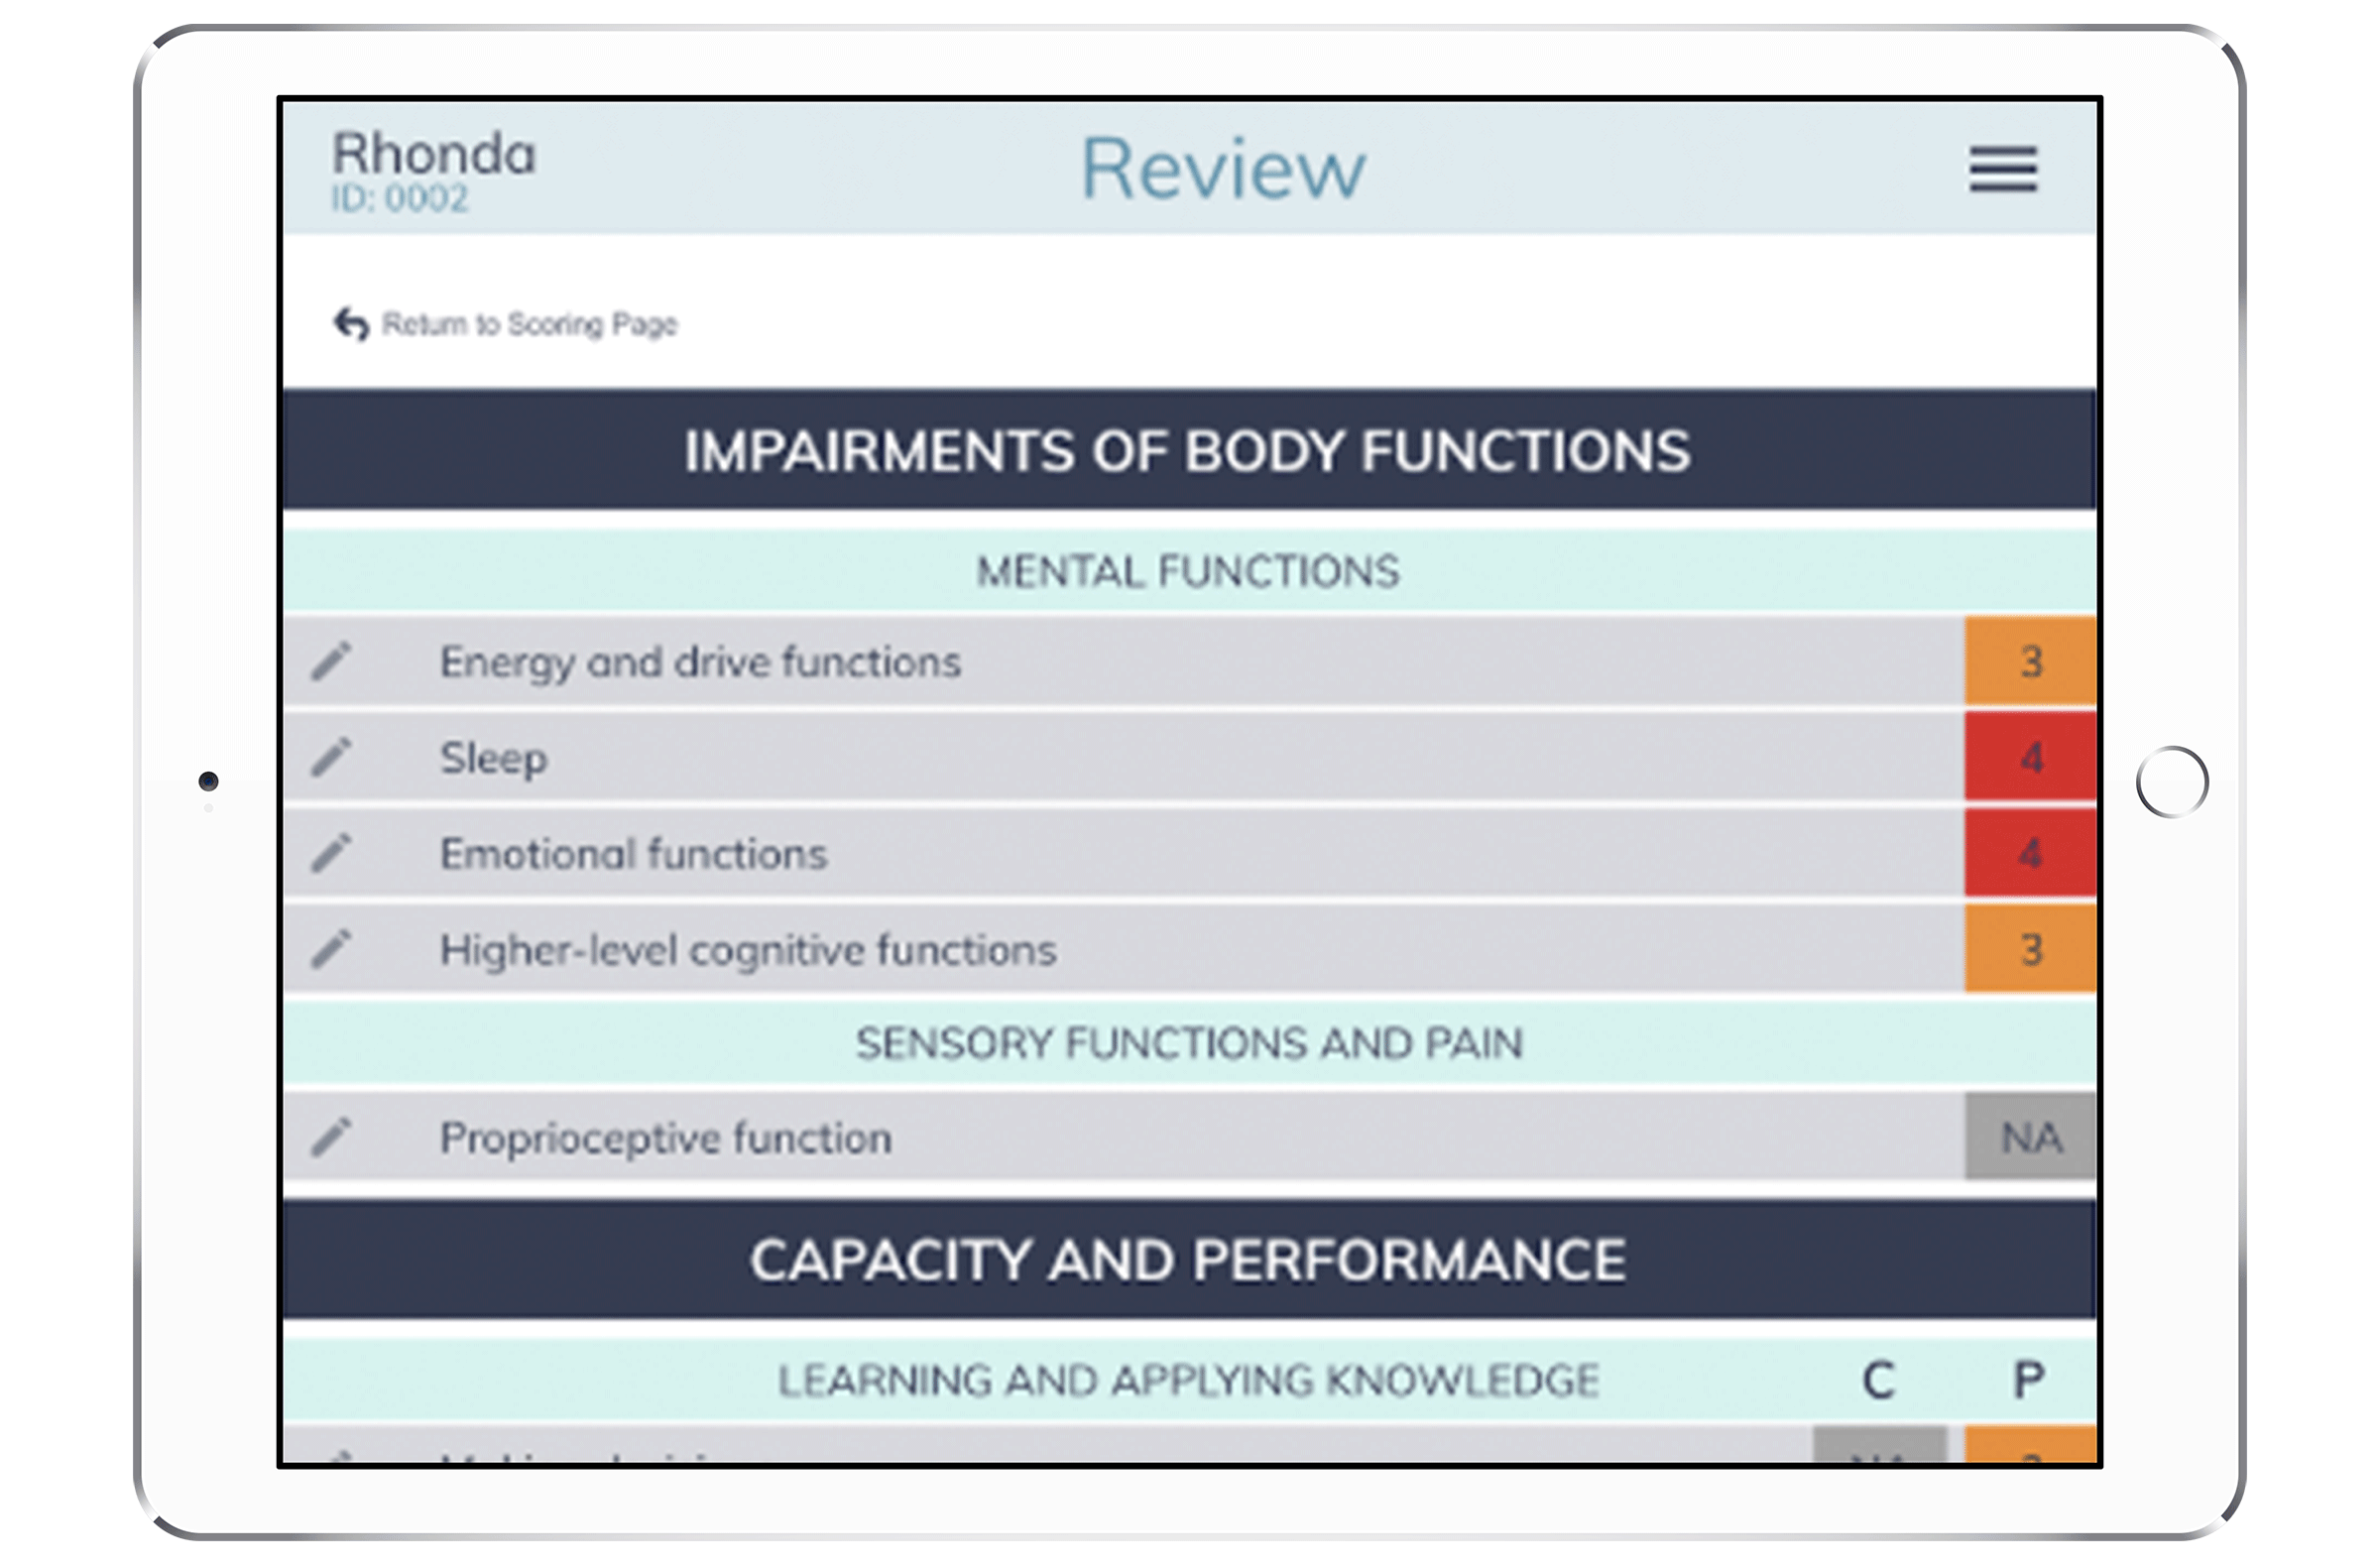 Rhonda
ID: 0002
Review
Return to Scoring Page
IMPAIRMENTS OF BODY FUNCTIONS
MENTAL FUNCTIONS
Energy and drive functions 3
Sleep 4
Emotional functions 4
Higher-level cognitive functions 3
SENSORY FUNCTIONS AND PAIN
Proprioceptive function NA
CAPACITY AND PERFORMANCE
LEARNING AND APPLYING KNOWLEDGE C P